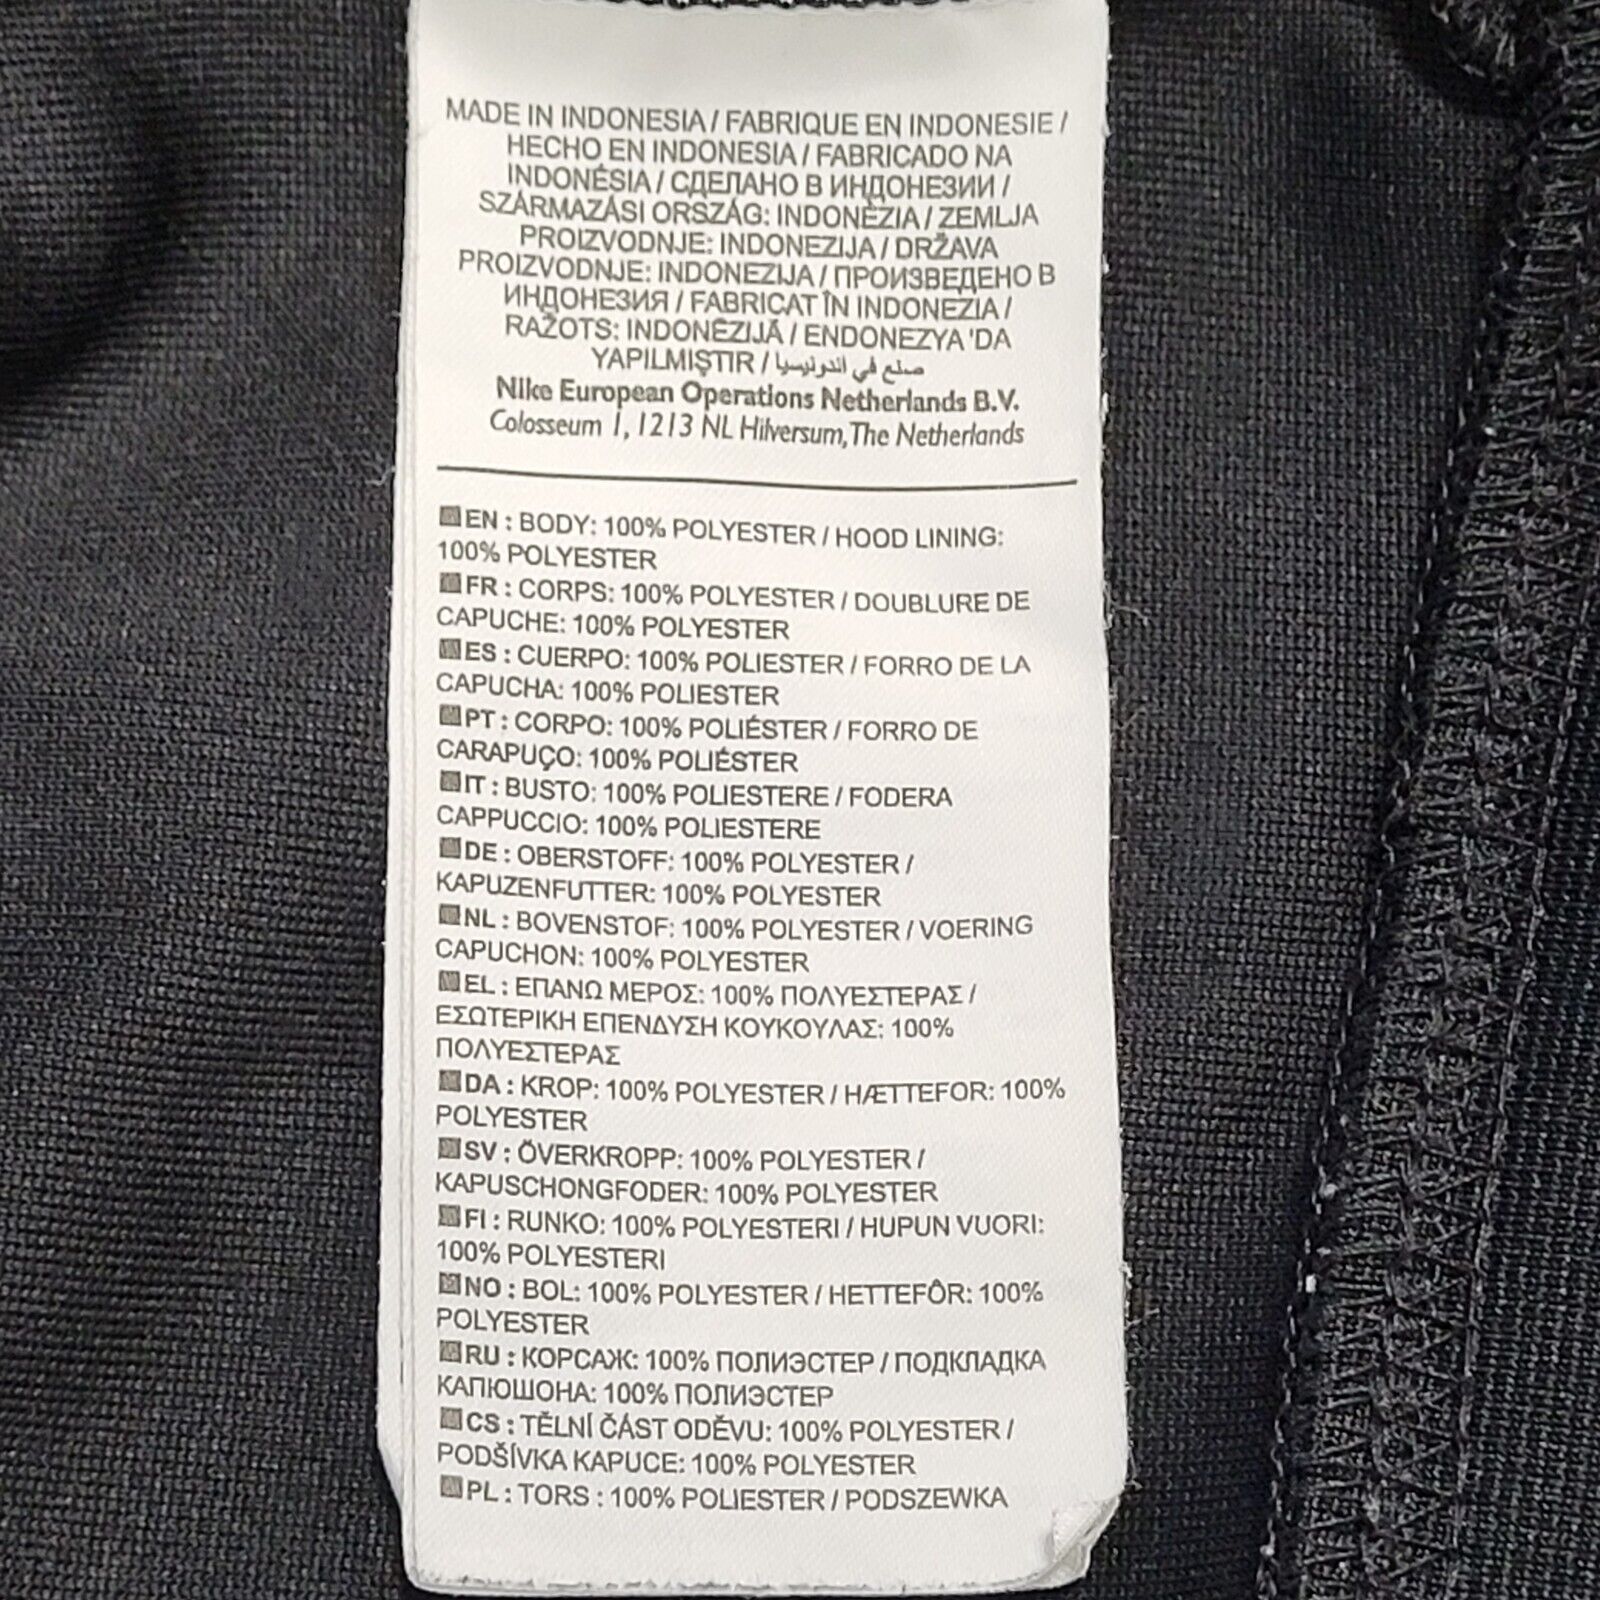 MADE IN INDONESIA / FABRIQUE EN INDONESIE /
HECHO EN INDONESIA / FABRICADO NA
INDONÉSIA / СДЕЛАНО В ИНДОНЕЗИИ /
SZÁRMAZÁSI ORSZÁG: INDONÉZIA / ZEMLJA
PROIZVODNJE: INDONEZIJA / DRŽAVA
PROIZVODNJE: INDONEZIJA / ПРОИЗВЕДЕНО В
ИНДОНЕЗИЯ / FABRICAT ÎN INDONEZIA /
RAŽOTS: INDONĒZIJĀ / ENDONEZYA 'DA
YAPILMIŞTIR / صنع في اندونيسيا
Nike European Operations Netherlands B.V.
Colosseum 1, 1213 NL Hilversum, The Netherlands
EN : BODY: 100% POLYESTER / HOOD LINING:
100% POLYESTER
FR : CORPS: 100% POLYESTER / DOUBLURE DE
CAPUCHE: 100% POLYESTER
ES : CUERPO: 100% POLIESTER / FORRO DE LA
CAPUCHA: 100% POLIESTER
PT : CORPO: 100% POLIÉSTER / FORRO DE
CARAPUÇO: 100% POLIÉSTER
IT : BUSTO: 100% POLIESTERE / FODERA
CAPPUCCIO: 100% POLIESTERE
DE : OBERSTOFF: 100% POLYESTER /
KAPUZENFUTTER: 100% POLYESTER
NL : BOVENSTOF: 100% POLYESTER / VOERING
CAPUCHON: 100% POLYESTER
EL : ΕΠΑΝΩ ΜΕΡΟΣ: 100% ΠΟΛΥΕΣΤΕΡΑΣ /
ΕΣΩΤΕΡΙΚΗ ΕΠΕΝΔΥΣΗ ΚΟΥΚΟΥΛΑΣ: 100%
ΠΟΛΥΕΣΤΕΡΑΣ
DA : KROP: 100% POLYESTER / HÆTTEFOR: 100%
POLYESTER
SV : ÖVERKROPP: 100% POLYESTER /
KAPUSCHONGFODER: 100% POLYESTER
FI : RUNKO: 100% POLYESTERI / HUPUN VUORI:
100% POLYESTERI
NO : BOL: 100% POLYESTER / HETTEFÔR: 100%
POLYESTER
RU : КОРСАЖ: 100% ПОЛИЭСТЕР / ПОДКЛАДКА
КАПЮШОНА: 100% ПОЛИЭСТЕР
CS : TĚLNÍ ČÁST ODĚVU: 100% POLYESTER /
PODŠÍVKA KAPUCE: 100% POLYESTER
PL : TORS : 100% POLIESTER / PODSZEWKA